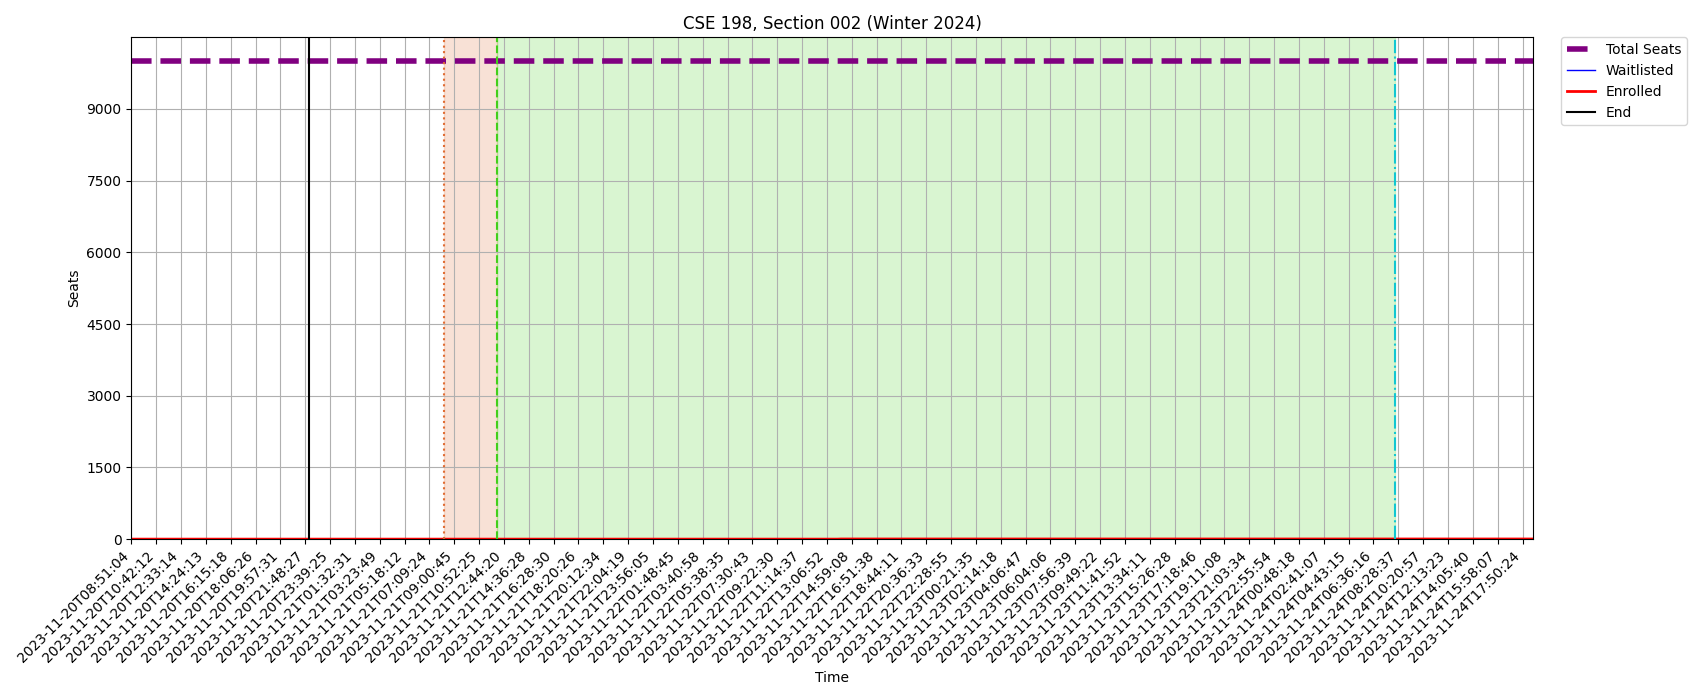 CSE 198, Section 002 (Winter 2024)
Total Seats
Waitlisted
Enrolled
End
Seats
9000
7500
6000
4500
3000
1500
0
2023-11-20T08:51:04
2023-11-20T10:42:12
2023-11-20T12:33:14
2023-11-20T14:24:13
2023-11-20T16:15:18
2023-11-20T18:06:26
2023-11-20T19:57:31
2023-11-20T21:48:27
2023-11-20T23:39:25
2023-11-21T01:32:31
2023-11-21T03:23:49
2023-11-21T05:18:12
2023-11-21T07:09:24
2023-11-21T09:00:45
2023-11-21T10:52:25
2023-11-21T12:44:20
2023-11-21T14:36:28
2023-11-21T16:28:30
2023-11-21T18:20:26
2023-11-21T20:12:34
2023-11-21T22:04:19
2023-11-21T23:56:05
2023-11-22T01:48:45
2023-11-22T03:40:58
2023-11-22T05:38:35
2023-11-22T07:30:43
2023-11-22T09:22:30
2023-11-22T11:14:37
2023-11-22T13:06:52
2023-11-22T14:59:08
2023-11-22T16:51:38
2023-11-22T18:44:11
2023-11-22T20:36:33
2023-11-22T22:28:55
2023-11-23T00:21:35
2023-11-23T02:14:18
2023-11-23T04:06:47
2023-11-23T06:04:06
2023-11-23T07:56:39
2023-11-23T09:49:22
2023-11-23T11:41:52
2023-11-23T13:34:11
2023-11-23T15:26:28
2023-11-23T17:18:46
2023-11-23T19:11:08
2023-11-23T21:03:34
2023-11-23T22:55:54
2023-11-24T00:48:18
2023-11-24T02:41:07
2023-11-24T04:43:15
2023-11-24T06:36:16
2023-11-24T08:28:37
2023-11-24T10:20:57
2023-11-24T12:13:23
2023-11-24T14:05:40
2023-11-24T15:58:07
2023-11-24T17:50:24
Time